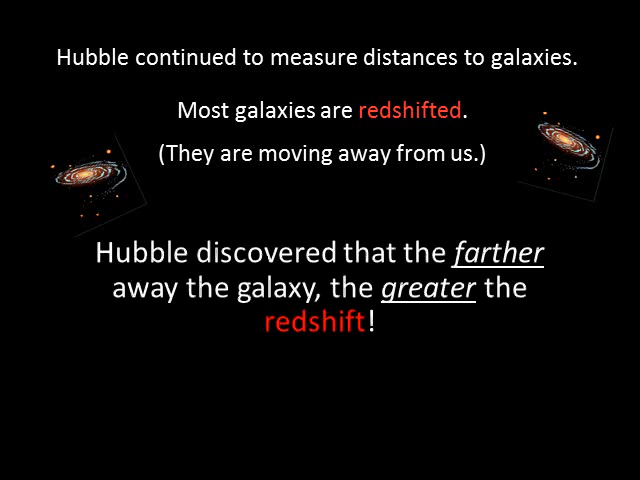 Hubble continued to measure distances to galaxies.
Most galaxies are redshifted.
(They are moving away from us.)
Hubble discovered that the farther
away the galaxy, the greater the
redshift!